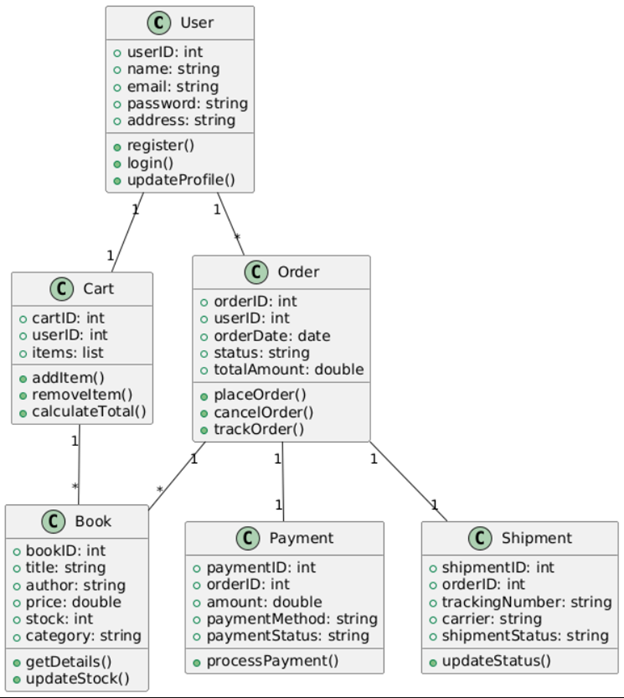 C User
userID: int
name: string
email: string
password: string
address: string
register()
login()
updateProfile()
1
1
1
*
C Cart
cartID: int
userID: int
items: list
addItem()
removeItem()
calculateTotal()
C Order
orderID: int
userID: int
orderDate: date
status: string
totalAmount: double
placeOrder()
cancelOrder()
trackOrder()
1
1
1
1
*
*
1
1
C Book
bookID: int
title: string
author: string
price: double
stock: int
category: string
getDetails()
updateStock()
C Payment
paymentID: int
orderID: int
amount: double
paymentMethod: string
paymentStatus: string
processPayment()
C Shipment
shipmentID: int
orderID: int
trackingNumber: string
carrier: string
shipmentStatus: string
updateStatus()